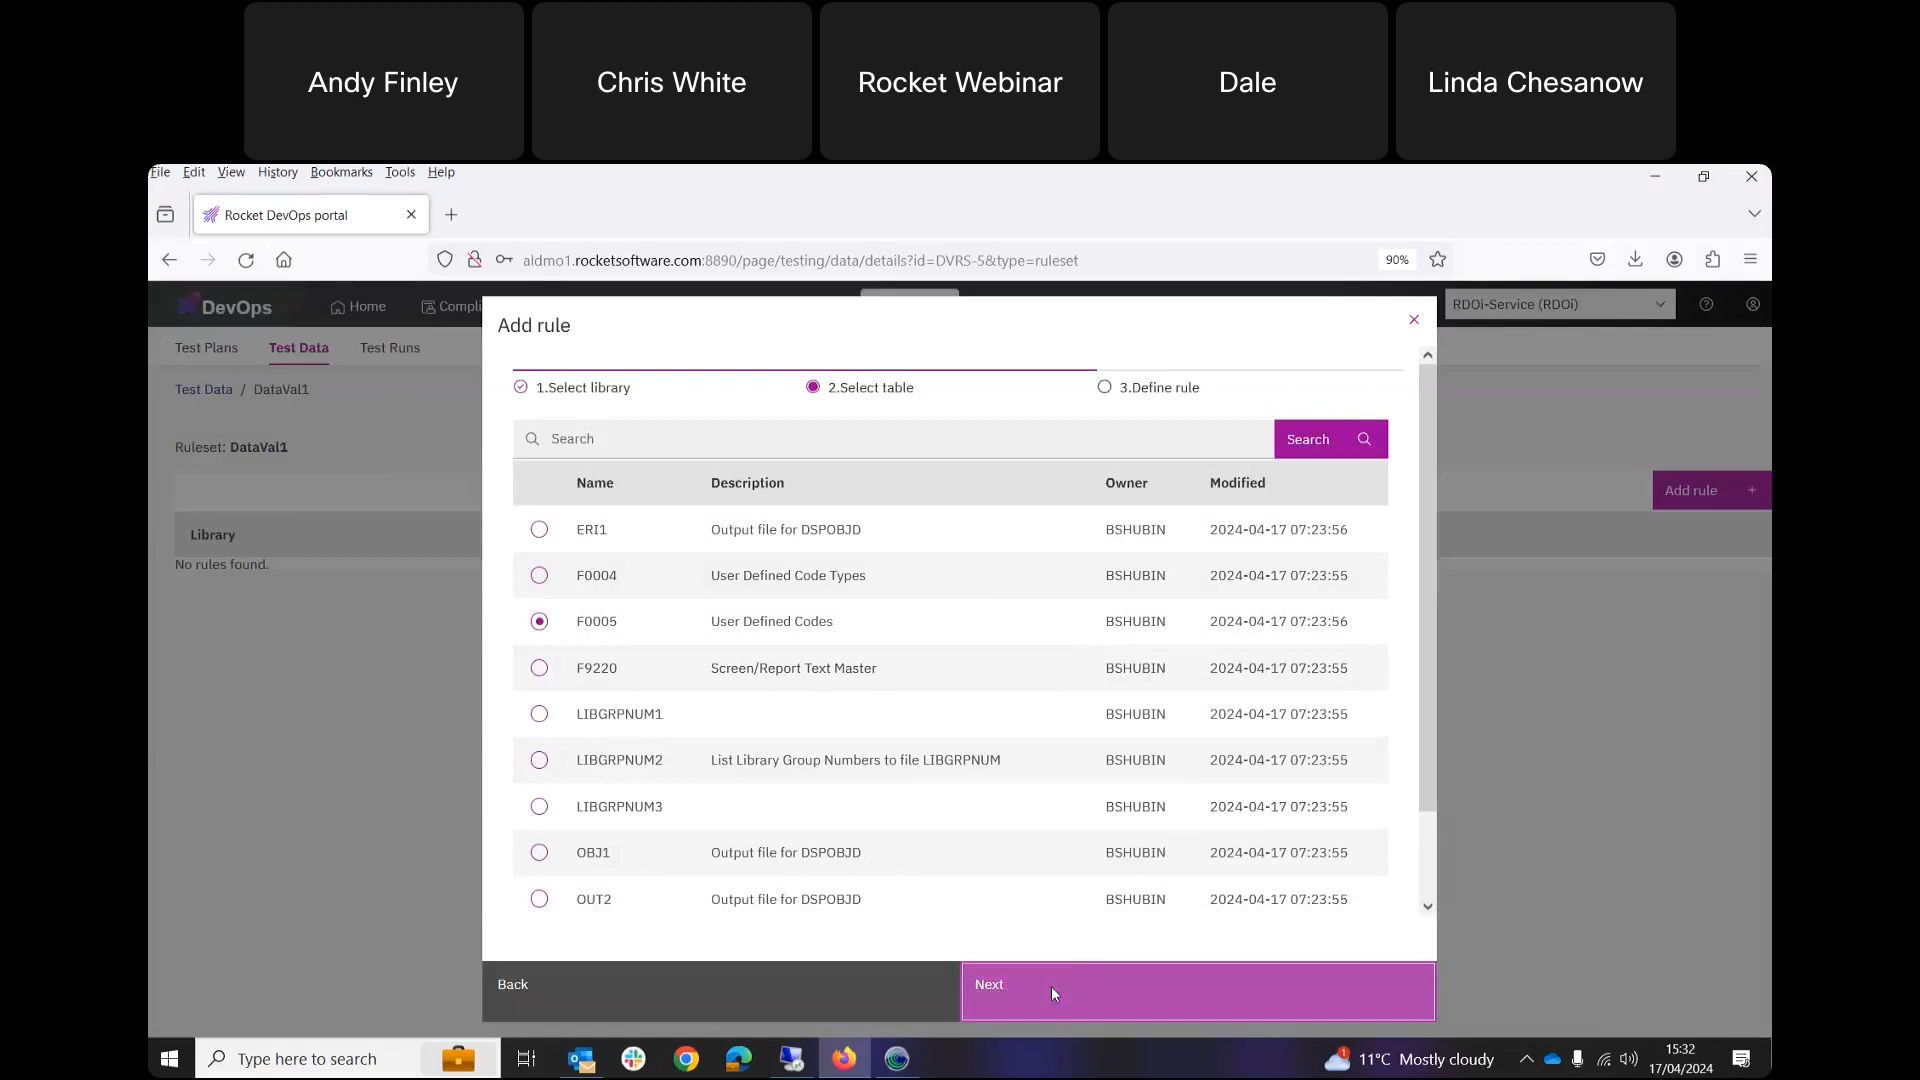 Andy Finley
Chris White
Rocket Webinar
Dale
Linda Chesanow
File Edit View History Bookmarks Tools Help
Rocket DevOps portal
aldmo1.rocketsoftware.com:8890/page/testing/data/details?id=DVRS-5&type=ruleset
90%
DevOps Home Compli
RDOi-Service (RDOi)
Test Plans Test Data Test Runs
Test Data / DataVal1
Ruleset: DataVal1
Add rule +
Library
No rules found.
Add rule
1.Select library
2.Select table
3.Define rule
Search
Search
Name Description Owner Modified
ERI1 Output file for DSPOBJD BSHUBIN 2024-04-17 07:23:56
F0004 User Defined Code Types BSHUBIN 2024-04-17 07:23:55
F0005 User Defined Codes BSHUBIN 2024-04-17 07:23:56
F9220 Screen/Report Text Master BSHUBIN 2024-04-17 07:23:55
LIBGRPNUM1 BSHUBIN 2024-04-17 07:23:55
LIBGRPNUM2 List Library Group Numbers to file LIBGRPNUM BSHUBIN 2024-04-17 07:23:55
LIBGRPNUM3 BSHUBIN 2024-04-17 07:23:55
OBJ1 Output file for DSPOBJD BSHUBIN 2024-04-17 07:23:55
OUT2 Output file for DSPOBJD BSHUBIN 2024-04-17 07:23:55
Back
Next
Type here to search
11°C Mostly cloudy
15:32
17/04/2024